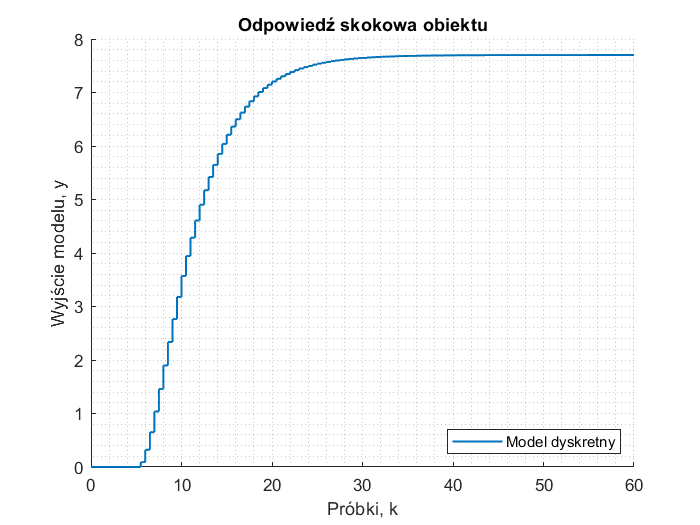 Odpowiedź skokowa obiektu
Wyjście modelu, y
8
7
6
5
4
3
2
1
0
Model dyskretny
0 10 20 30 40 50 60
Próbki, k